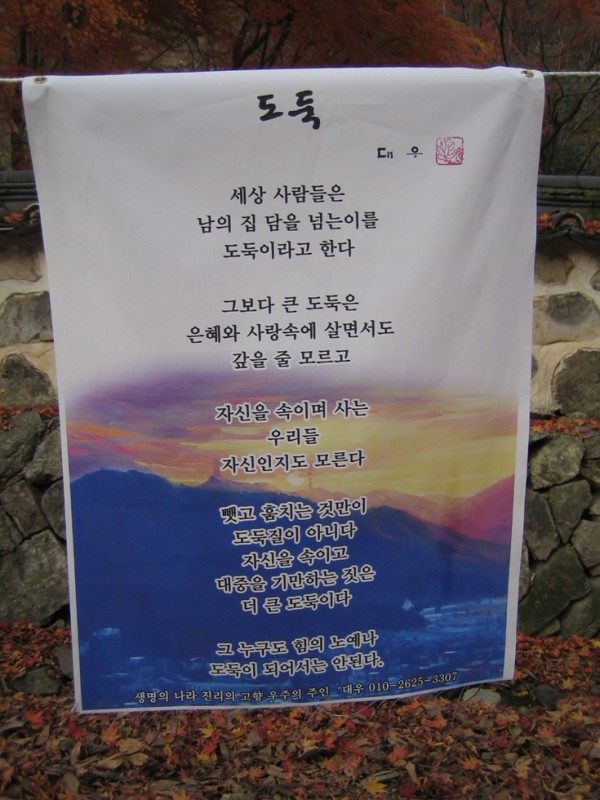 도둑
대 우
세상 사람들은
남의 집 담을 넘는이를
도둑이라고 한다
그보다 큰 도둑은
은혜와 사랑속에 살면서도
갚을 줄 모르고
자신을 속이며 사는
우리들
자신인지도 모른다
뺏고 훔치는 것만이
도둑질이 아니다
자신을 속이고
대중을 기만하는 것은
더 큰 도둑이다
그 누구도 힘의 노예나
도둑이 되어서는 안된다.
생명의 나라 진리의 고향 우주의 주인 대우 010-2625-3307